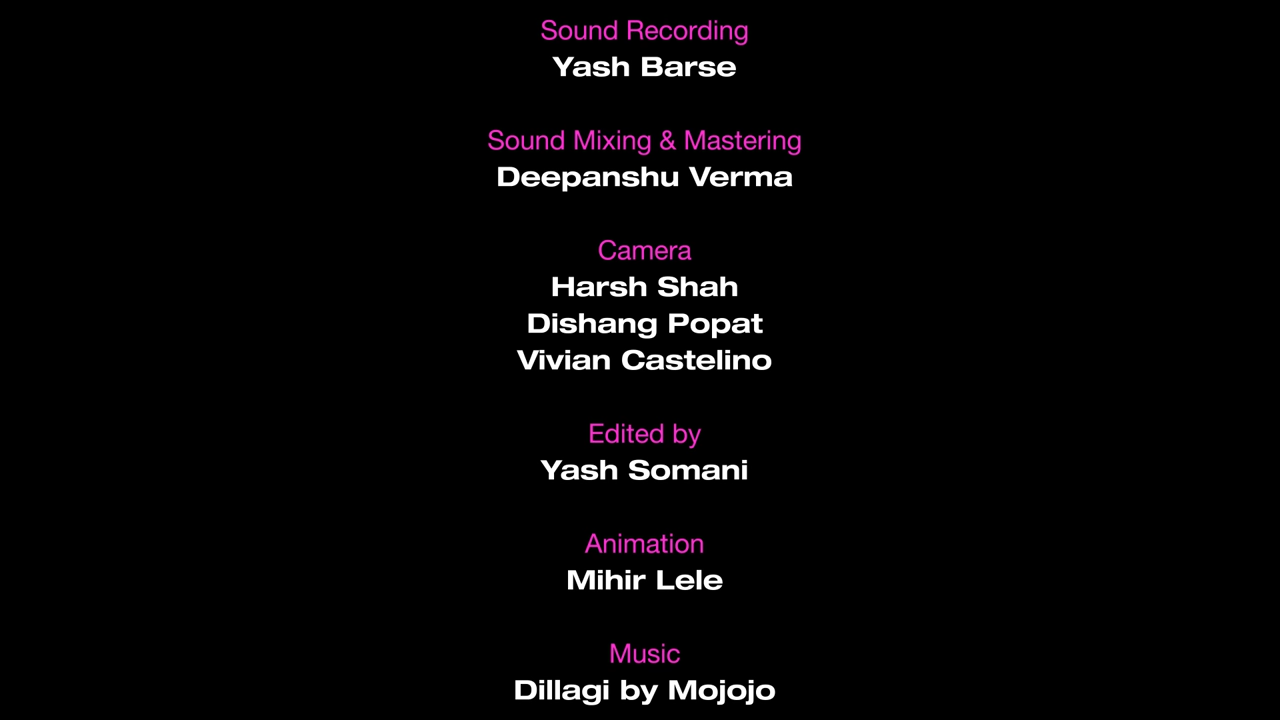 Sound Recording
Yash Barse
Sound Mixing & Mastering
Deepanshu Verma
Camera
Harsh Shah
Dishang Popat
Vivian Castelino
Edited by
Yash Somani
Animation
Mihir Lele
Music
Dillagi by Mojojo